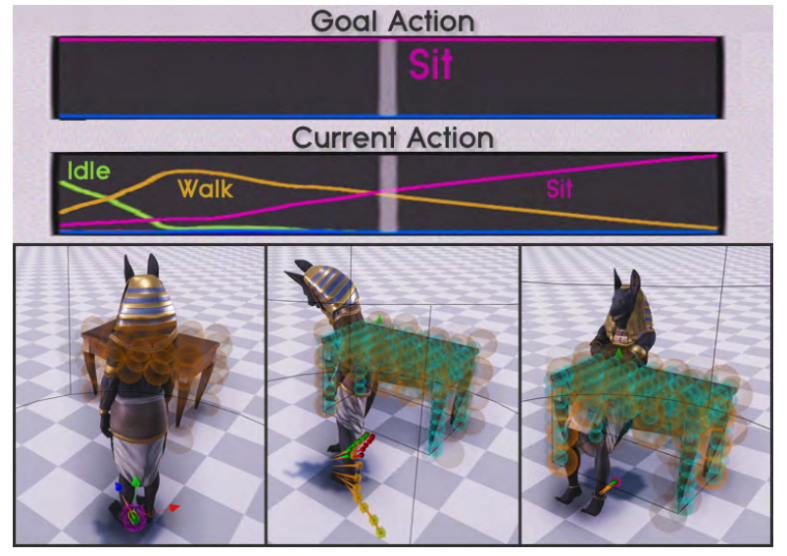 Goal Action
Sit
Current Action
Idle
Walk
Sit